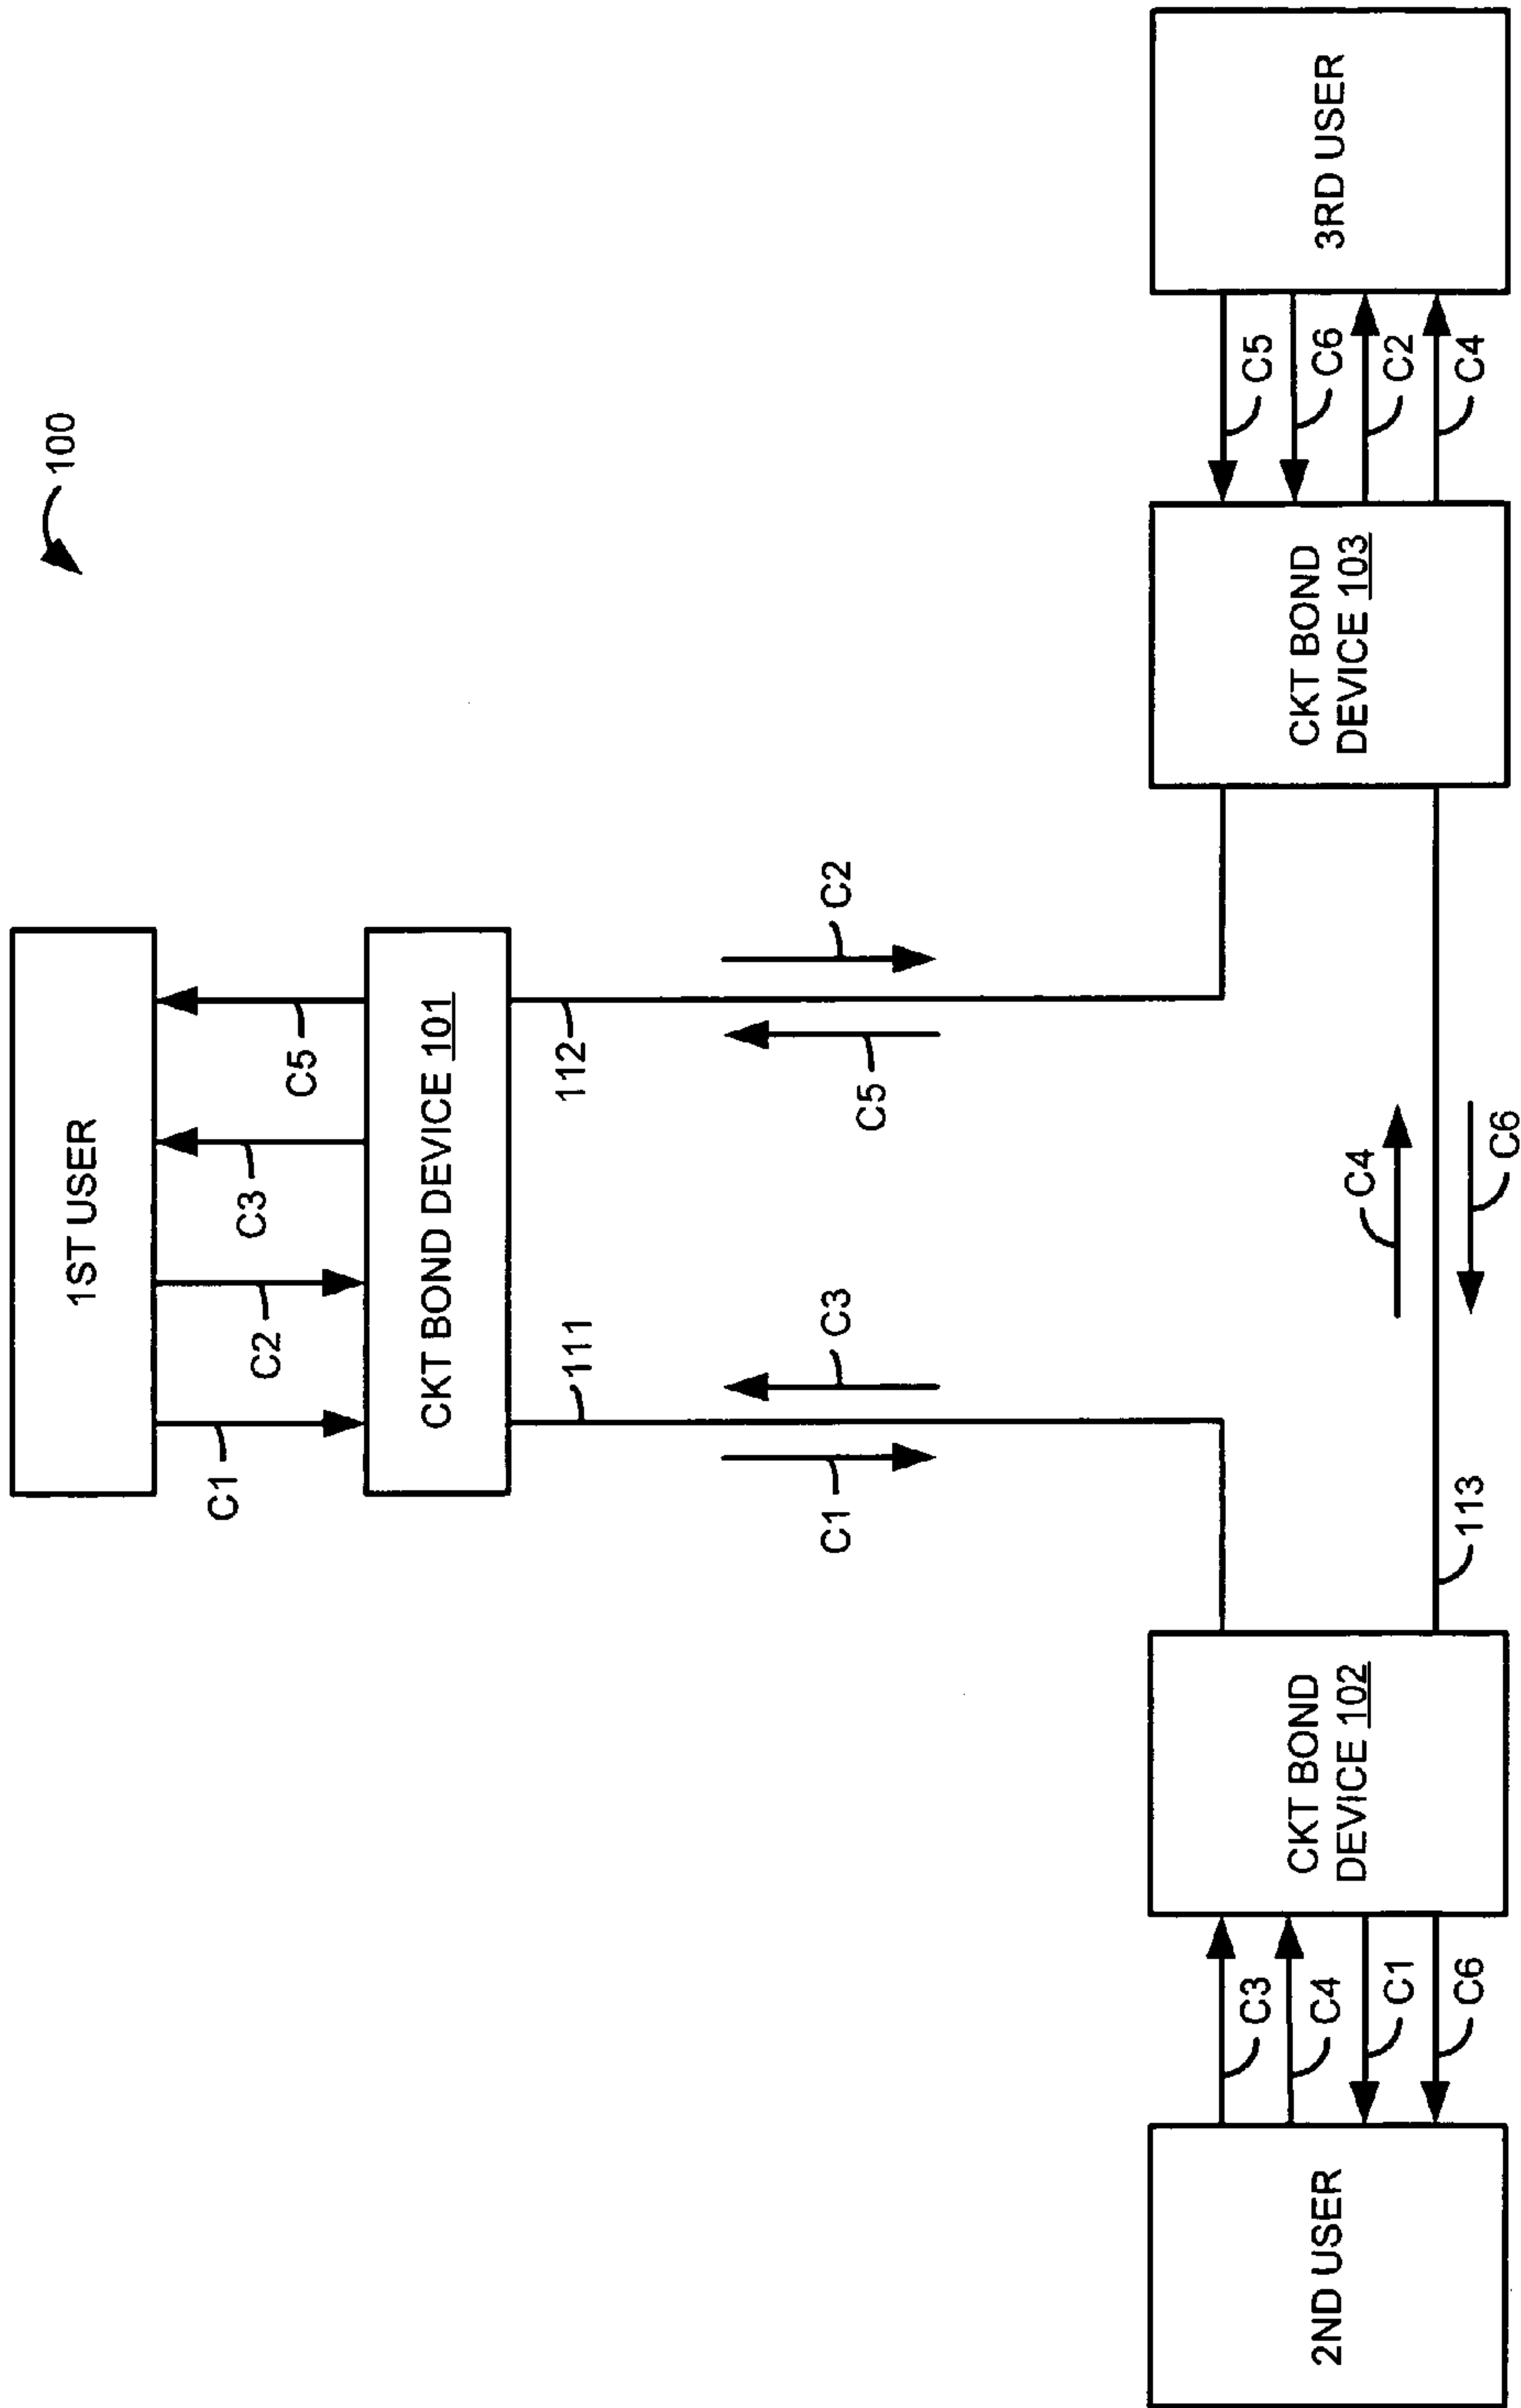 100
1ST USER
C1
C2
C3
C5
CKT BOND DEVICE 101
111
112
C1
C3
C5
C2
2ND USER
C3
C4
C1
C6
CKT BOND
DEVICE 102
113
C4
C6
CKT BOND
DEVICE 103
C5
C6
C2
C4
3RD USER